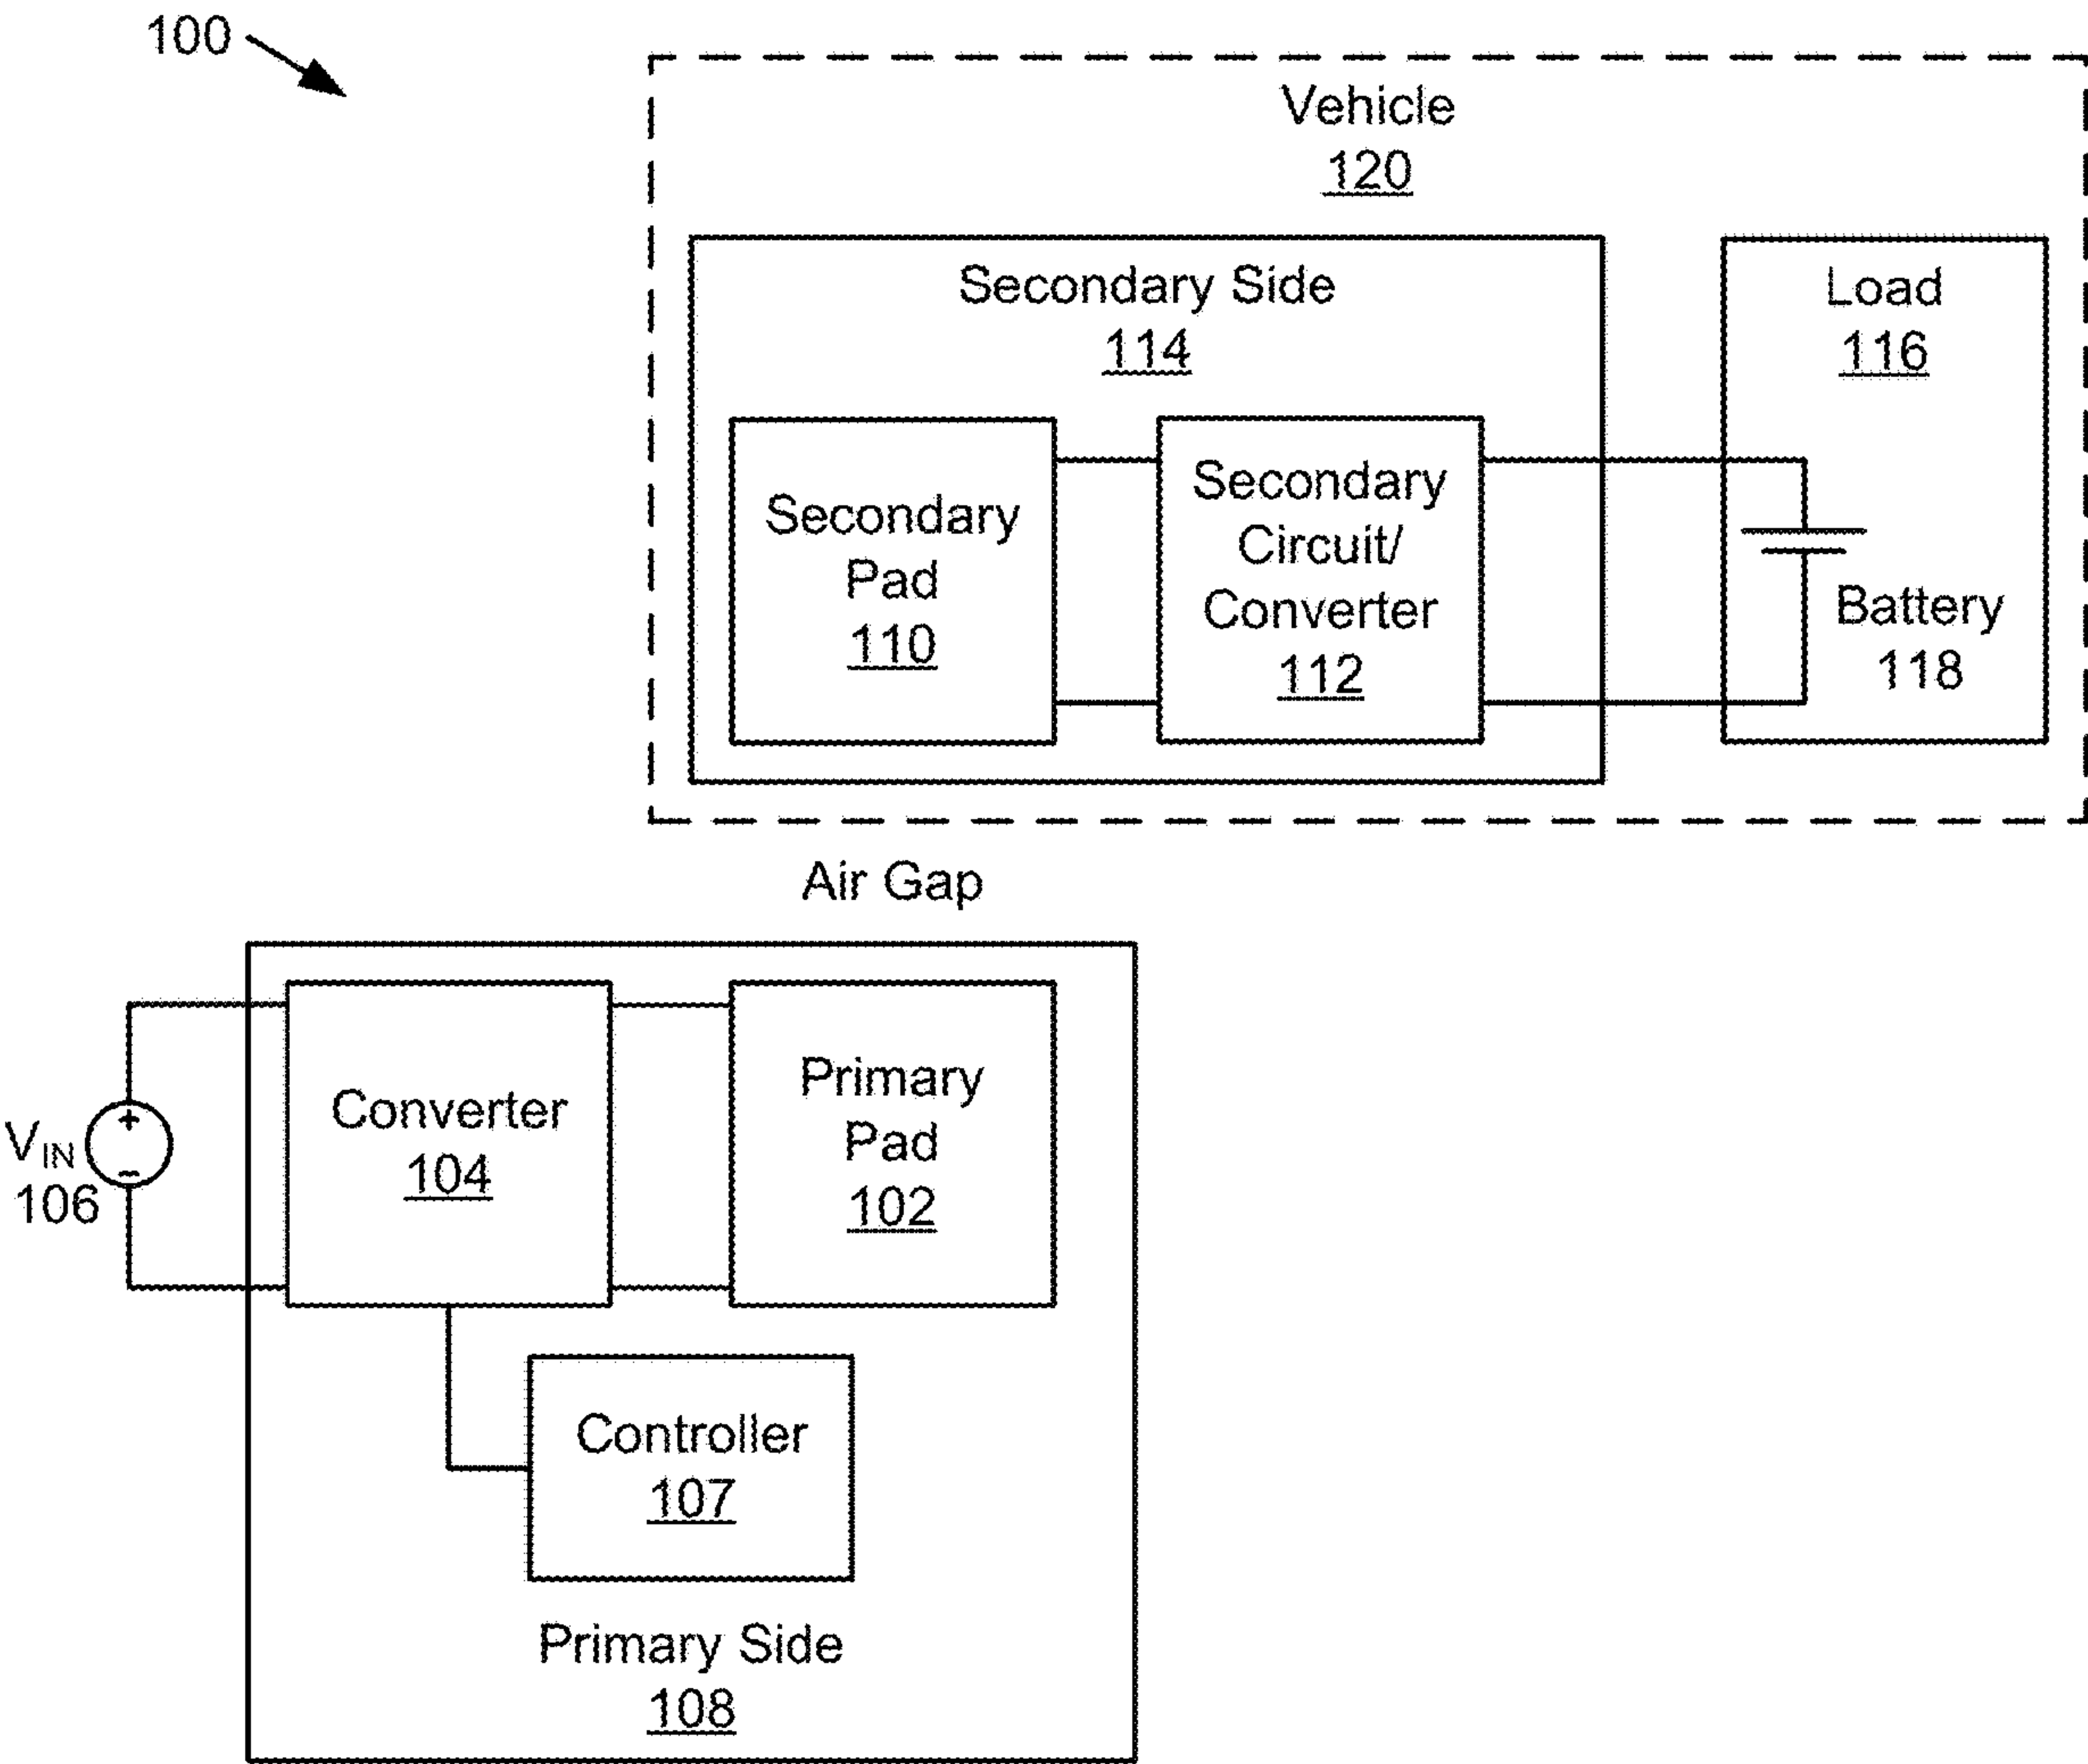 100
Vehicle
120
Secondary Side
114
Load
116
Secondary
Pad
110
Secondary
Circuit/
Converter
112
Battery
118
Air Gap
V_IN
106
+
-
Converter
104
Primary
Pad
102
Controller
107
Primary Side
108